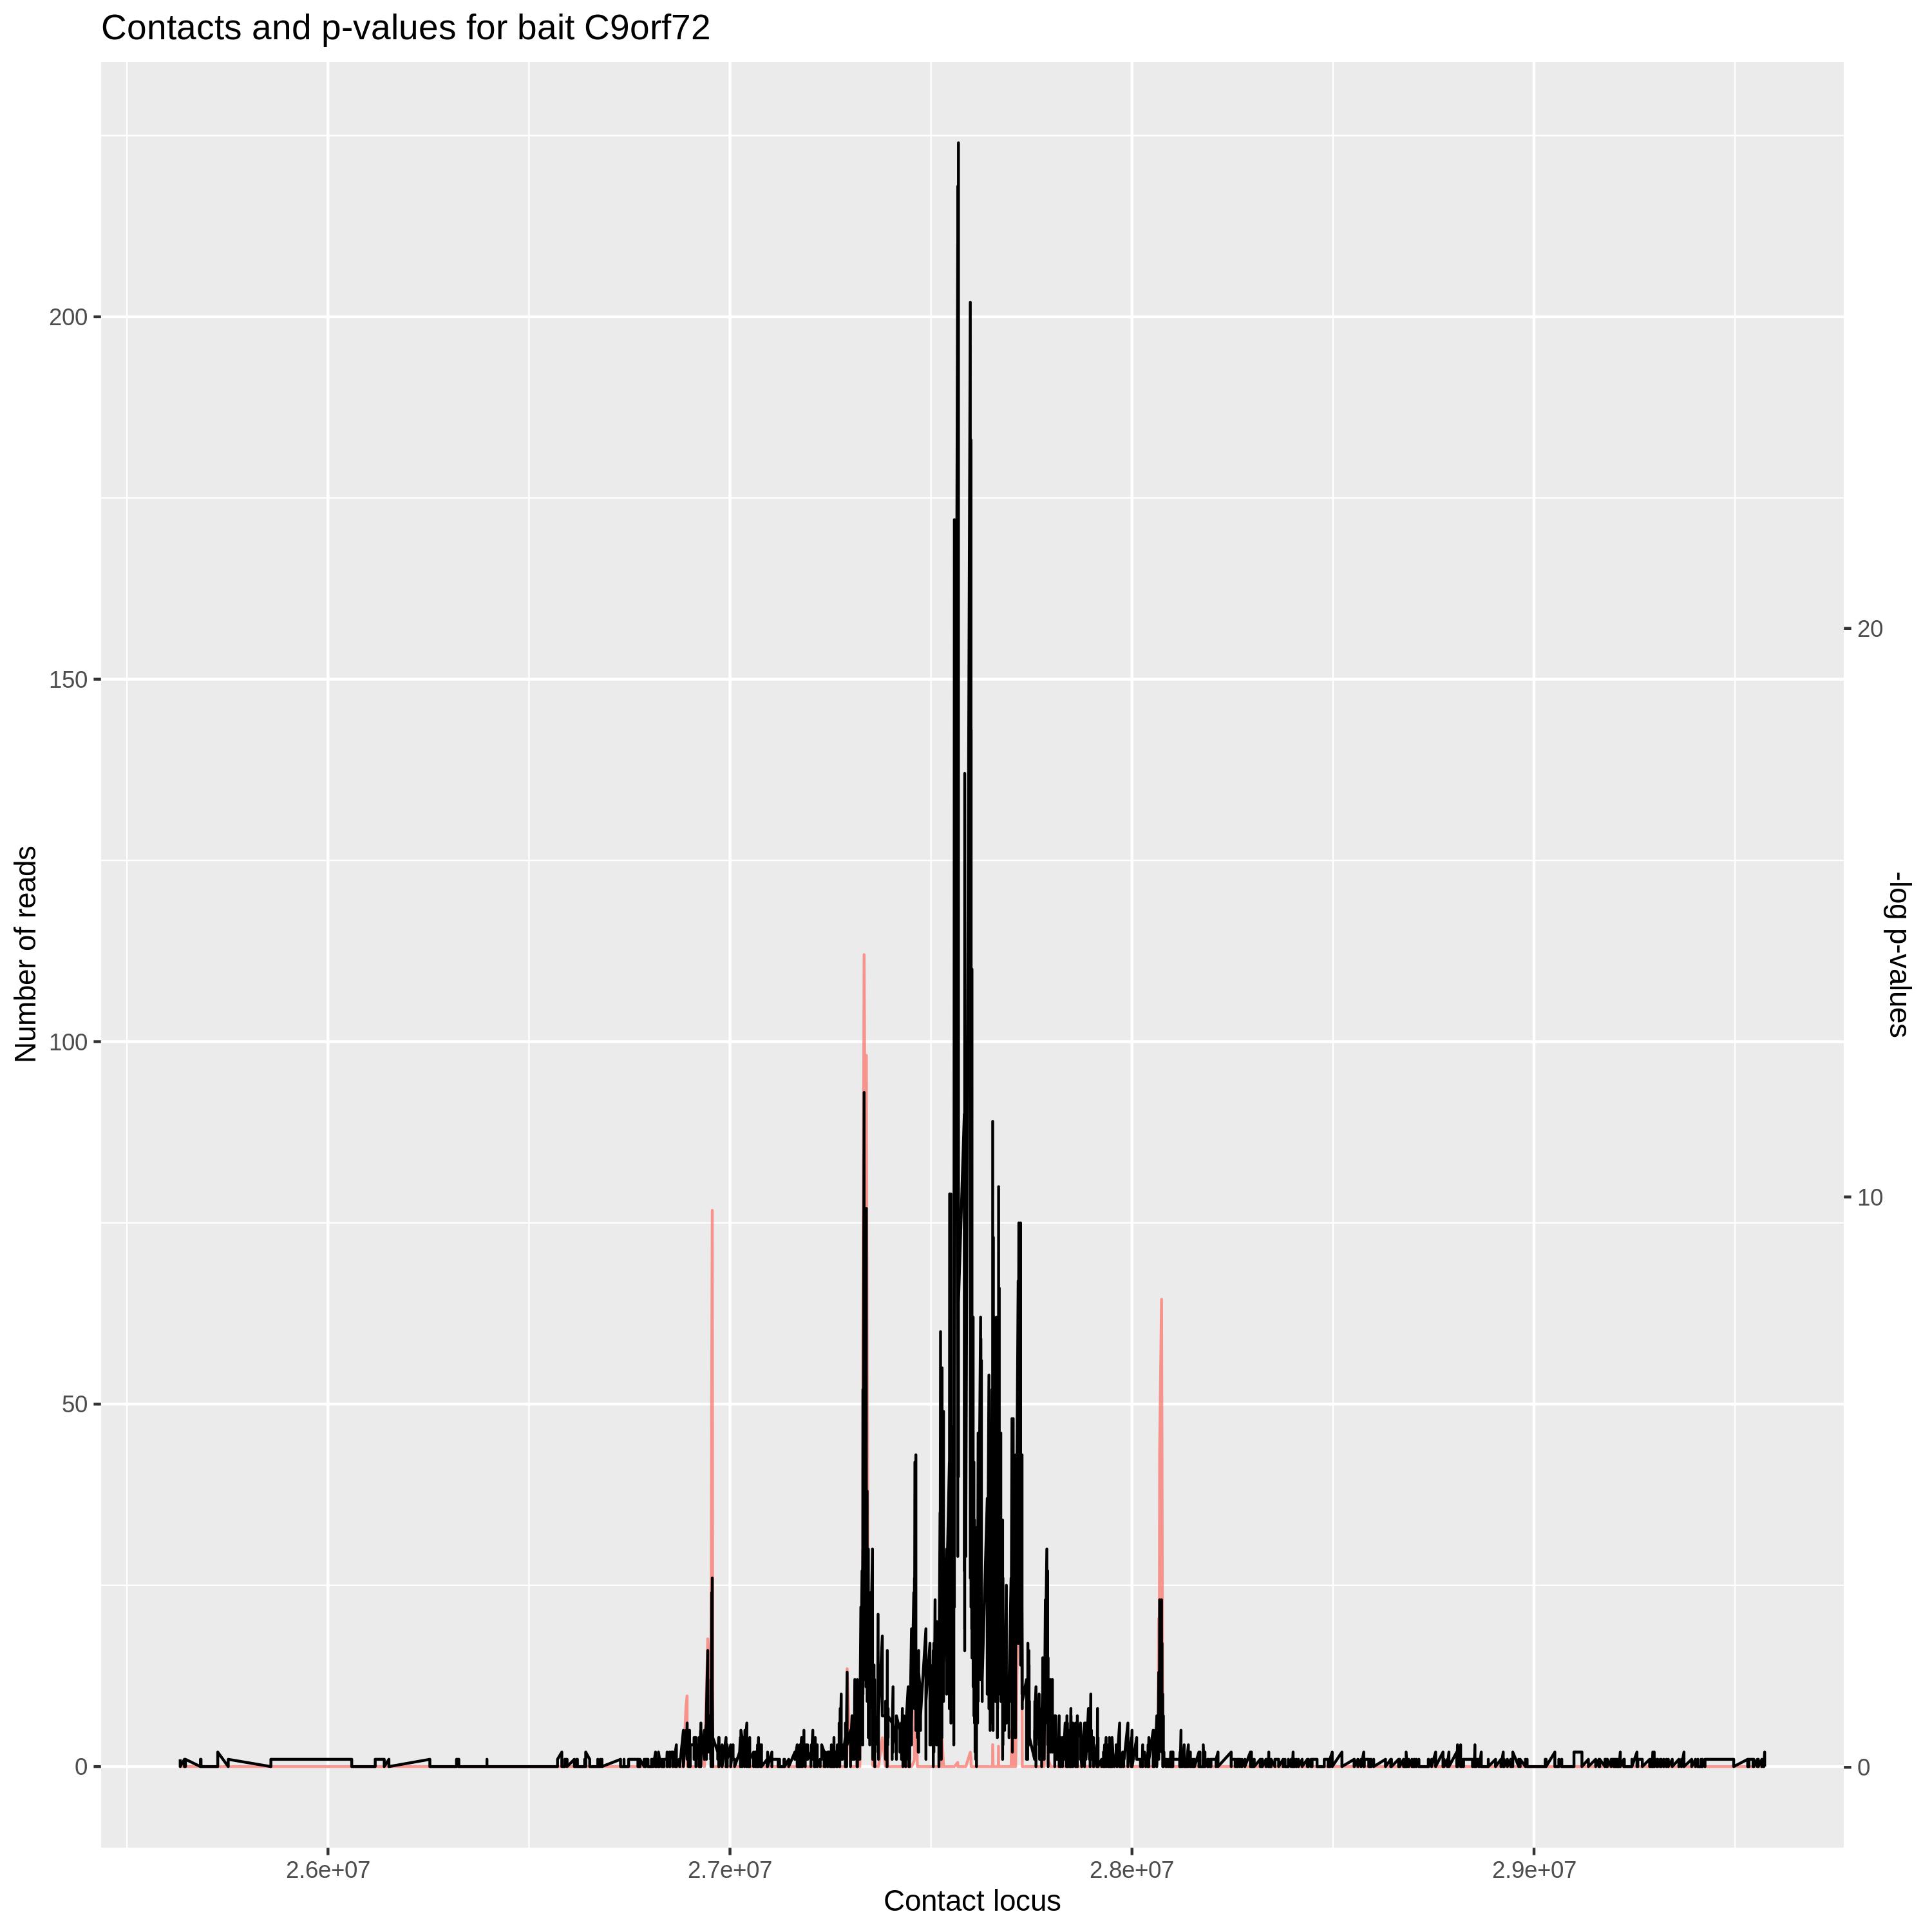 Contacts and p-values for bait C9orf72
200
150
100
50
0
20
10
0
Number of reads
-log p-values
2.6e+07 2.7e+07 2.8e+07 2.9e+07
Contact locus